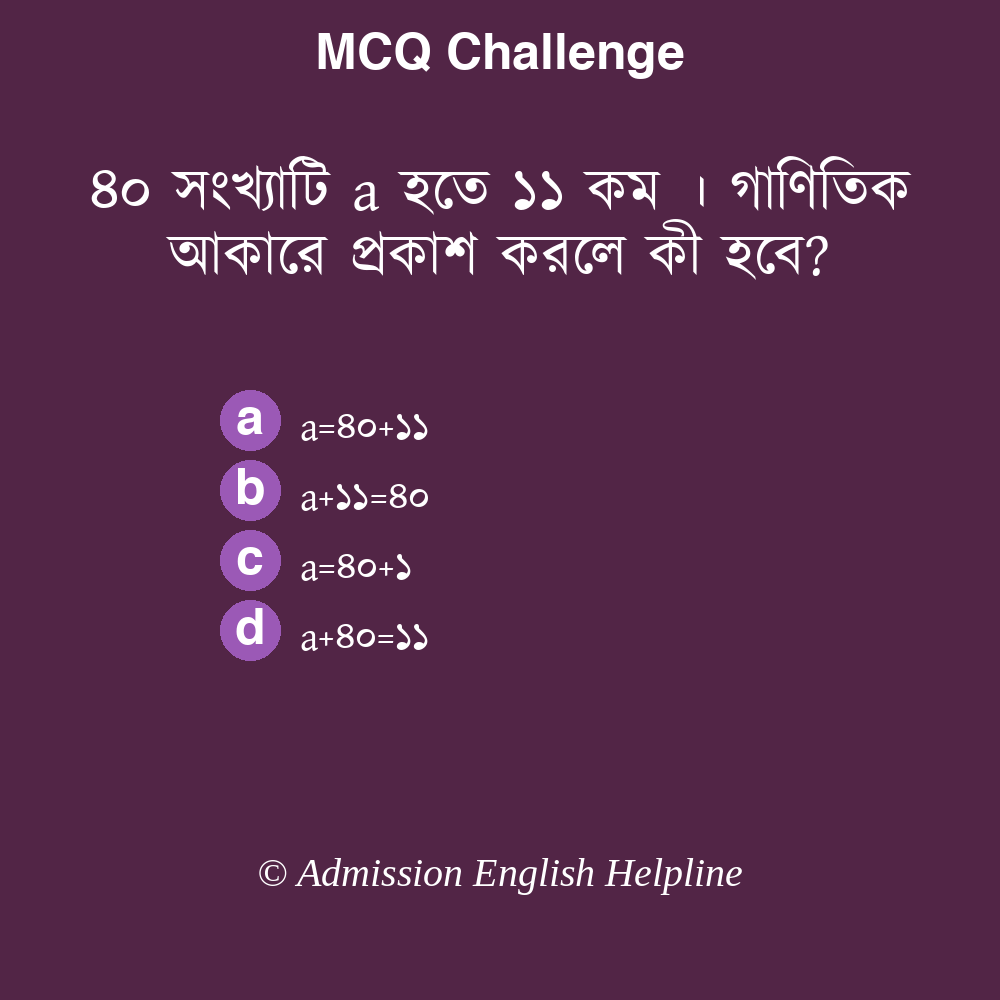 MCQ Challenge
৪০ সংখ্যাটি a হতে ১১ কম । গাণিতিক
আকারে প্রকাশ করলে কী হবে?
a a=৪০+১১
b a+১১=৪০
c a=৪০+১
d a+৪০=১১
© Admission English Helpline